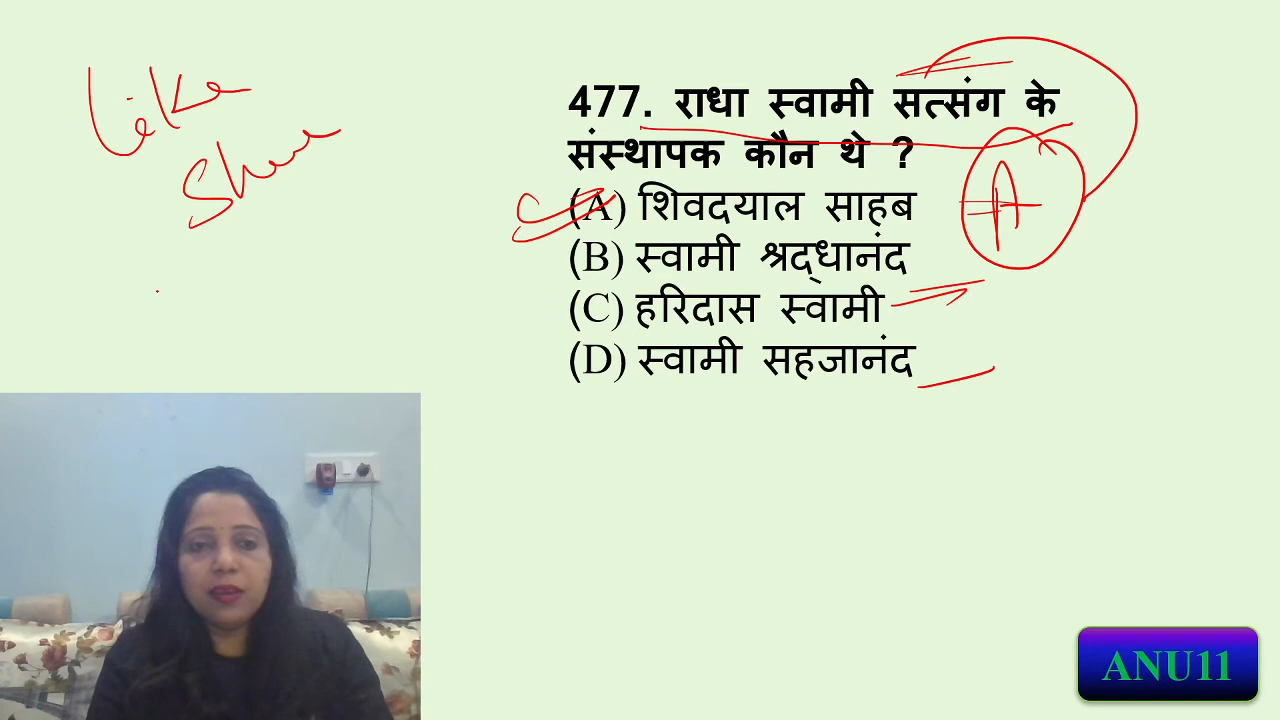 Like
Share
477. राधा स्वामी सत्संग के
संस्थापक कौन थे ?
(A) शिवदयाल साहब
(B) स्वामी श्रद्धानंद
(C) हरिदास स्वामी
(D) स्वामी सहजानंद
A
ANU11